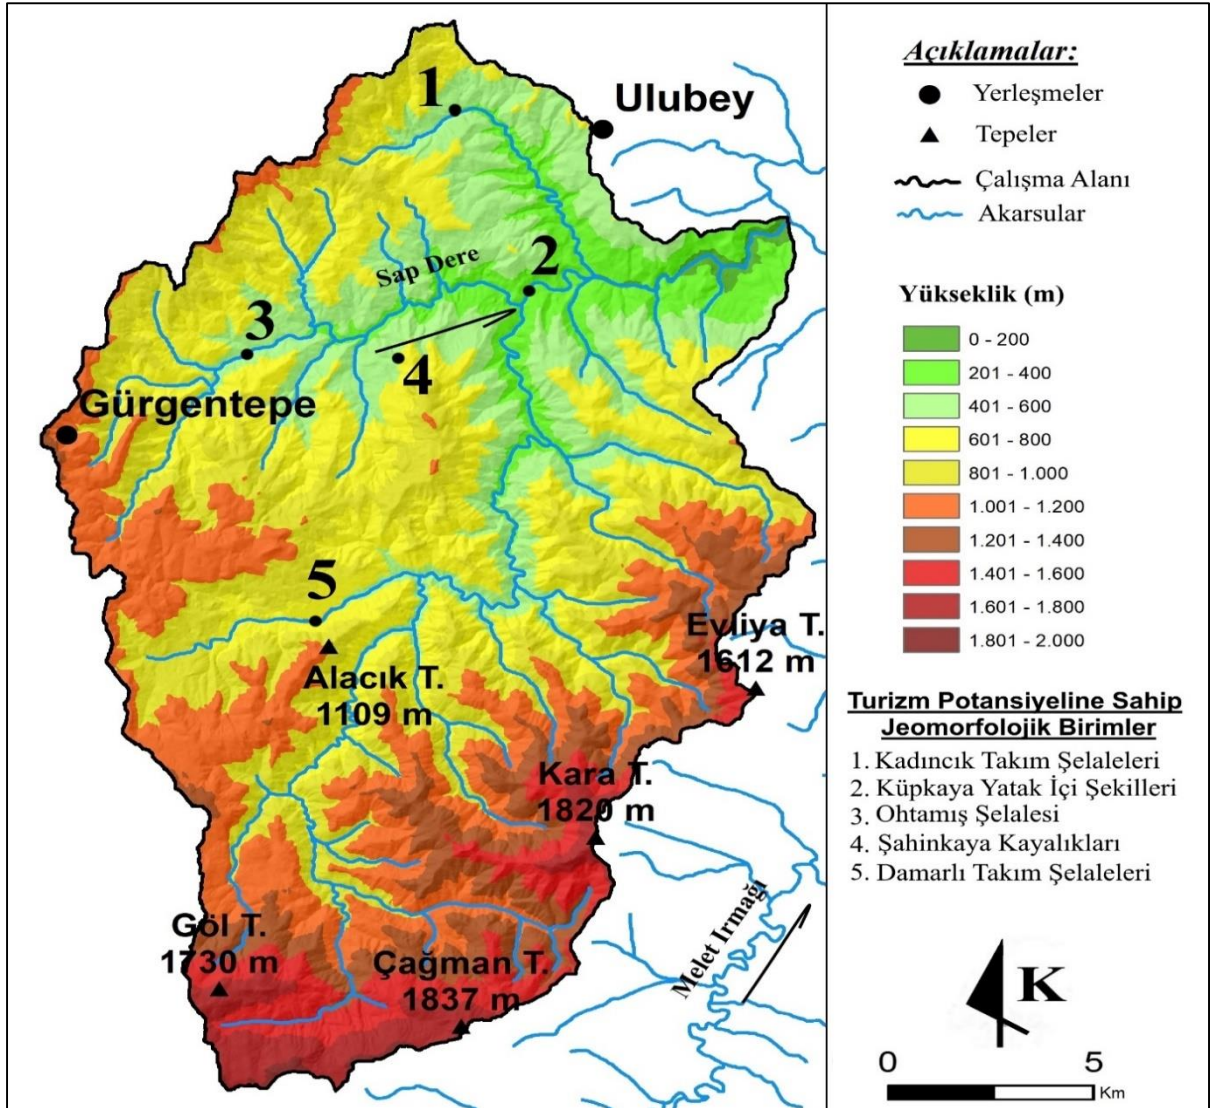 1
Ulubey
2
Sap Dere
3
4
Gürgentepe
5
Evliya T.
1612 m
Alacık T.
1109 m
Kara T.
1820 m
Göl T.
1730 m
Çağman T.
1837 m
Melet Irmağı
Açıklamalar:
Yerleşmeler
Tepeler
Çalışma Alanı
Akarsular
Yükseklik (m)
0 - 200
201 - 400
401 - 600
601 - 800
801 - 1.000
1.001 - 1.200
1.201 - 1.400
1.401 - 1.600
1.601 - 1.800
1.801 - 2.000
Turizm Potansiyeline Sahip
Jeomorfolojik Birimler
1. Kadıncık Takım Şelaleleri
2. Küpkaya Yatak İçi Şekilleri
3. Ohtamış Şelalesi
4. Şahinkaya Kayalıkları
5. Damarlı Takım Şelaleleri
K
0 5
Km